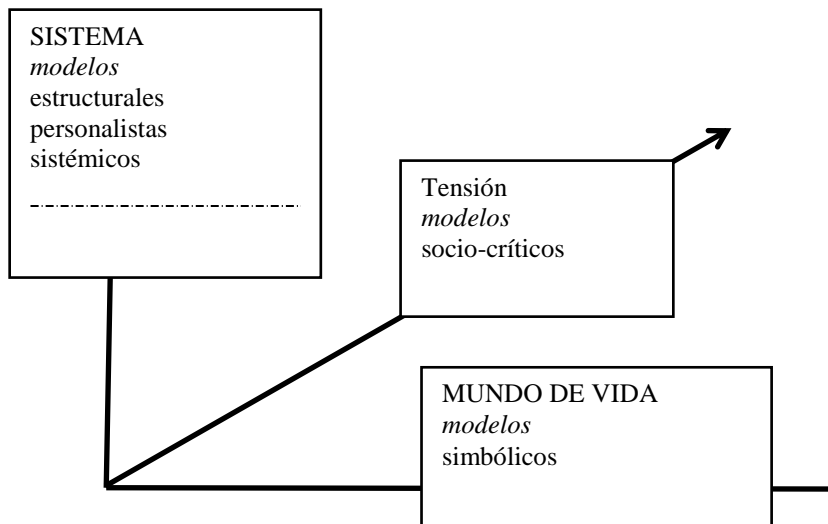 SISTEMA
modelos
estructurales
personalistas
sistémicos
Tensión
modelos
socio-críticos
MUNDO DE VIDA
modelos
simbólicos